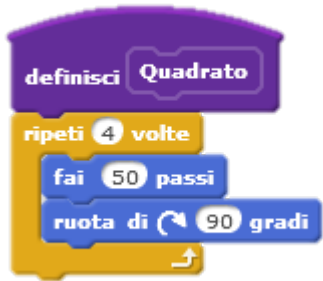 definisci Quadrato
ripeti 4 volte
fai 50 passi
ruota di 90 gradi